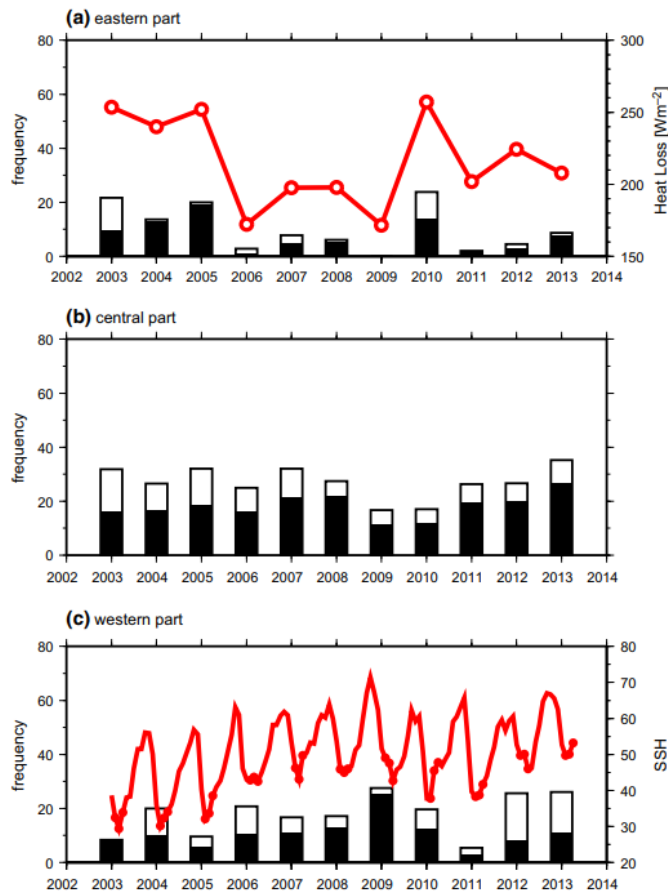 (a) eastern part
80 300
60 250
40 200
20
0 150
frequency
Heat Loss [Wm⁻²]
2002 2003 2004 2005 2006 2007 2008 2009 2010 2011 2012 2013 2014
(b) central part
80
60
40
20
0
frequency
2002 2003 2004 2005 2006 2007 2008 2009 2010 2011 2012 2013 2014
(c) western part
80 80
70
60 60
50
40 40
20 30
0 20
frequency
SSH
2002 2003 2004 2005 2006 2007 2008 2009 2010 2011 2012 2013 2014